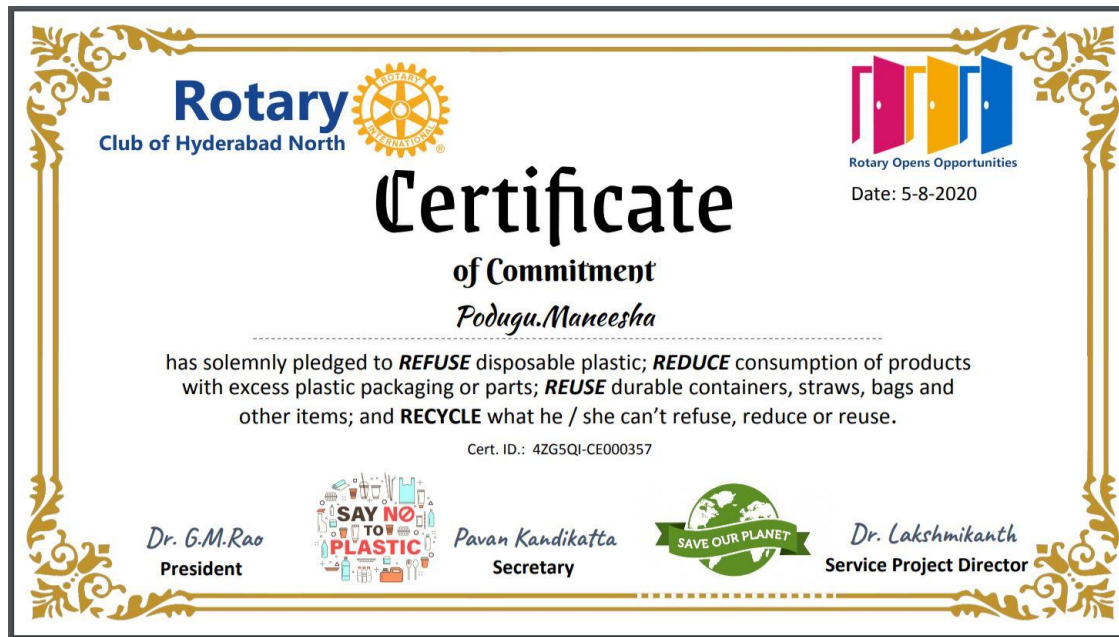 Rotary
Club of Hyderabad North
ROTARY
INTERNATIONAL
®
Rotary Opens Opportunities
Date: 5-8-2020
Certificate
of Commitment
Podugu.Maneesha
has solemnly pledged to REFUSE disposable plastic; REDUCE consumption of products
with excess plastic packaging or parts; REUSE durable containers, straws, bags and
other items; and RECYCLE what he / she can’t refuse, reduce or reuse.
Cert. ID.: 4ZG5QI-CE000357
SAY NO
TO
PLASTIC
SAVE OUR PLANET
Dr. G.M.Rao
President
Pavan Kandikatta
Secretary
Dr. Lakshmikanth
Service Project Director